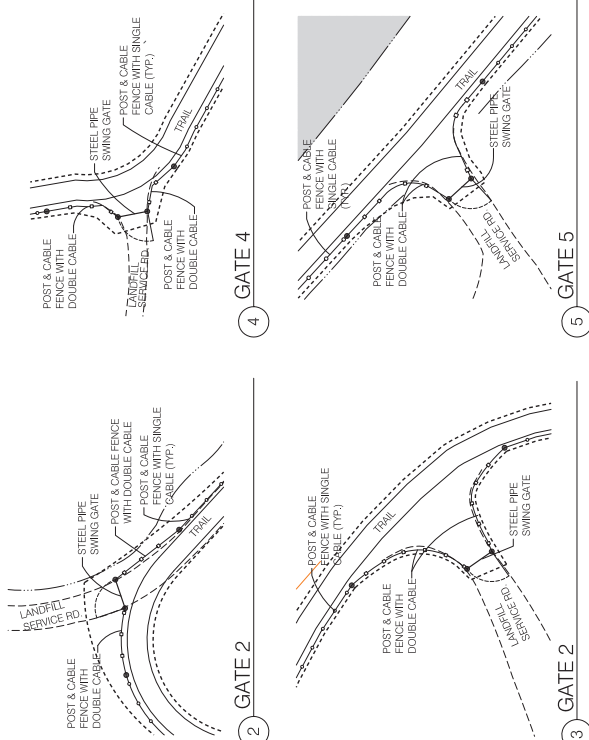 POST & CABLE
FENCE WITH
DOUBLE CABLE
LANDFILL
SERVICE RD.
STEEL PIPE
SWING GATE
POST & CABLE FENCE
WITH DOUBLE CABLE
POST & CABLE
FENCE WITH SINGLE
CABLE (TYP.)
TRAIL
2
GATE 2
POST & CABLE
FENCE WITH
DOUBLE CABLE
STEEL PIPE
SWING GATE
POST & CABLE
FENCE WITH SINGLE
CABLE (TYP.)
TRAIL
LANDFILL
SERVICE RD.
POST & CABLE
FENCE WITH
DOUBLE CABLE
4
GATE 4
POST & CABLE
FENCE WITH SINGLE
CABLE (TYP.)
TRAIL
POST & CABLE
FENCE WITH
DOUBLE CABLE
STEEL PIPE
SWING GATE
LANDFILL
SERVICE RD.
3
GATE 2
POST & CABLE
FENCE WITH
SINGLE CABLE
(TYP.)
TRAIL
POST & CABLE
FENCE WITH
DOUBLE CABLE
STEEL PIPE
SWING GATE
LANDFILL
SERVICE RD.
5
GATE 5